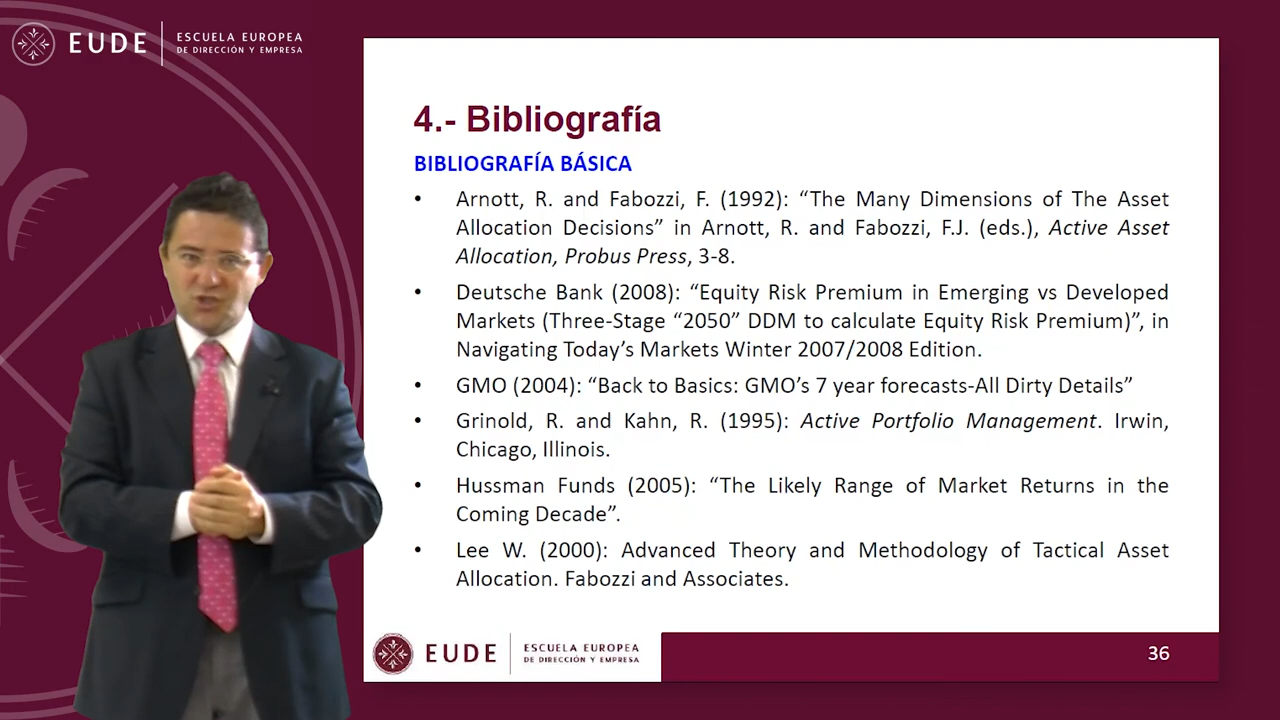 EUDE
ESCUELA EUROPEA
DE DIRECCIÓN Y EMPRESA
4.- Bibliografía
BIBLIOGRAFÍA BÁSICA
• Arnott, R. and Fabozzi, F. (1992): “The Many Dimensions of The Asset
Allocation Decisions” in Arnott, R. and Fabozzi, F.J. (eds.), Active Asset
Allocation, Probus Press, 3-8.
• Deutsche Bank (2008): “Equity Risk Premium in Emerging vs Developed
Markets (Three-Stage “2050” DDM to calculate Equity Risk Premium)”, in
Navigating Today’s Markets Winter 2007/2008 Edition.
• GMO (2004): “Back to Basics: GMO’s 7 year forecasts-All Dirty Details”
• Grinold, R. and Kahn, R. (1995): Active Portfolio Management. Irwin,
Chicago, Illinois.
• Hussman Funds (2005): “The Likely Range of Market Returns in the
Coming Decade”.
• Lee W. (2000): Advanced Theory and Methodology of Tactical Asset
Allocation. Fabozzi and Associates.
EUDE
ESCUELA EUROPEA
DE DIRECCIÓN Y EMPRESA
36